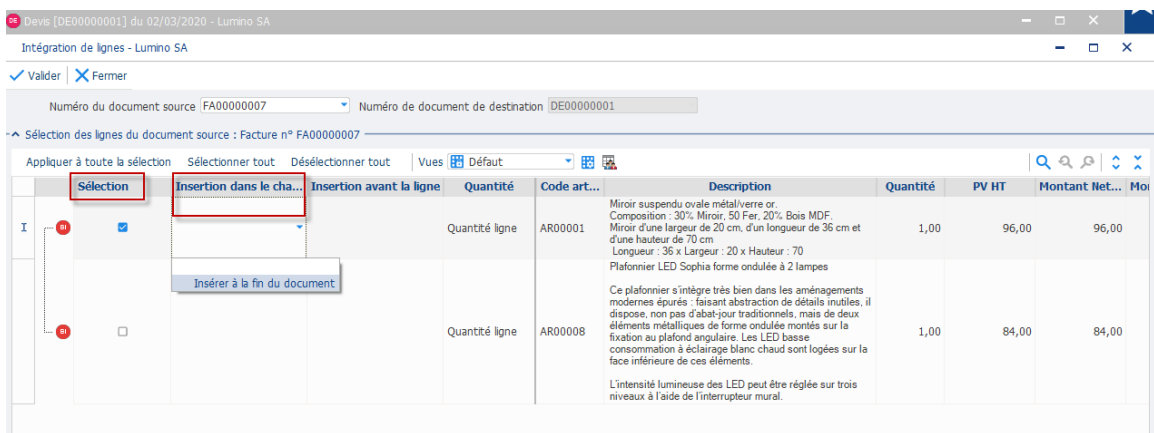 DE Devis [DE00000001] du 02/03/2020 - Lumino SA
Intégration de lignes - Lumino SA
Valider Fermer
Numéro du document source FA00000007 Numéro de document de destination DE00000001
Sélection des lignes du document source : Facture n° FA00000007
Appliquer à toute la sélection Sélectionner tout Désélectionner tout Vues Défaut
Sélection Insertion dans le cha... Insertion avant la ligne Quantité Code art... Description Quantité PV HT Montant Net... Mo
I BI Quantité ligne AR00001 1,00 96,00 96,00
Miroir suspendu ovale métal/verre or.
Composition : 30% Miroir, 50 Fer, 20% Bois MDF.
Miroir d'une largeur de 20 cm, d'un longueur de 36 cm et
d'une hauteur de 70 cm
Longueur : 36 x Largeur : 20 x Hauteur : 70
Insérer à la fin du document
BI Quantité ligne AR00008 1,00 84,00 84,00
Plafonnier LED Sophia forme ondulée à 2 lampes
Ce plafonnier s'intègre très bien dans les aménagements
modernes épurés : faisant abstraction de détails inutiles, il
dispose, non pas d'abat-jour traditionnels, mais de deux
éléments métalliques de forme ondulée montés sur la
fixation au plafond angulaire. Les LED basse
consommation à éclairage blanc chaud sont logées sur la
face inférieure de ces éléments.
L'intensité lumineuse des LED peut être réglée sur trois
niveaux à l'aide de l'interrupteur mural.